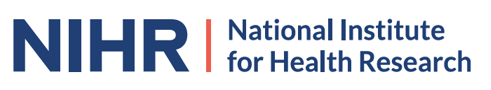 NIHR
National Institute
for Health Research